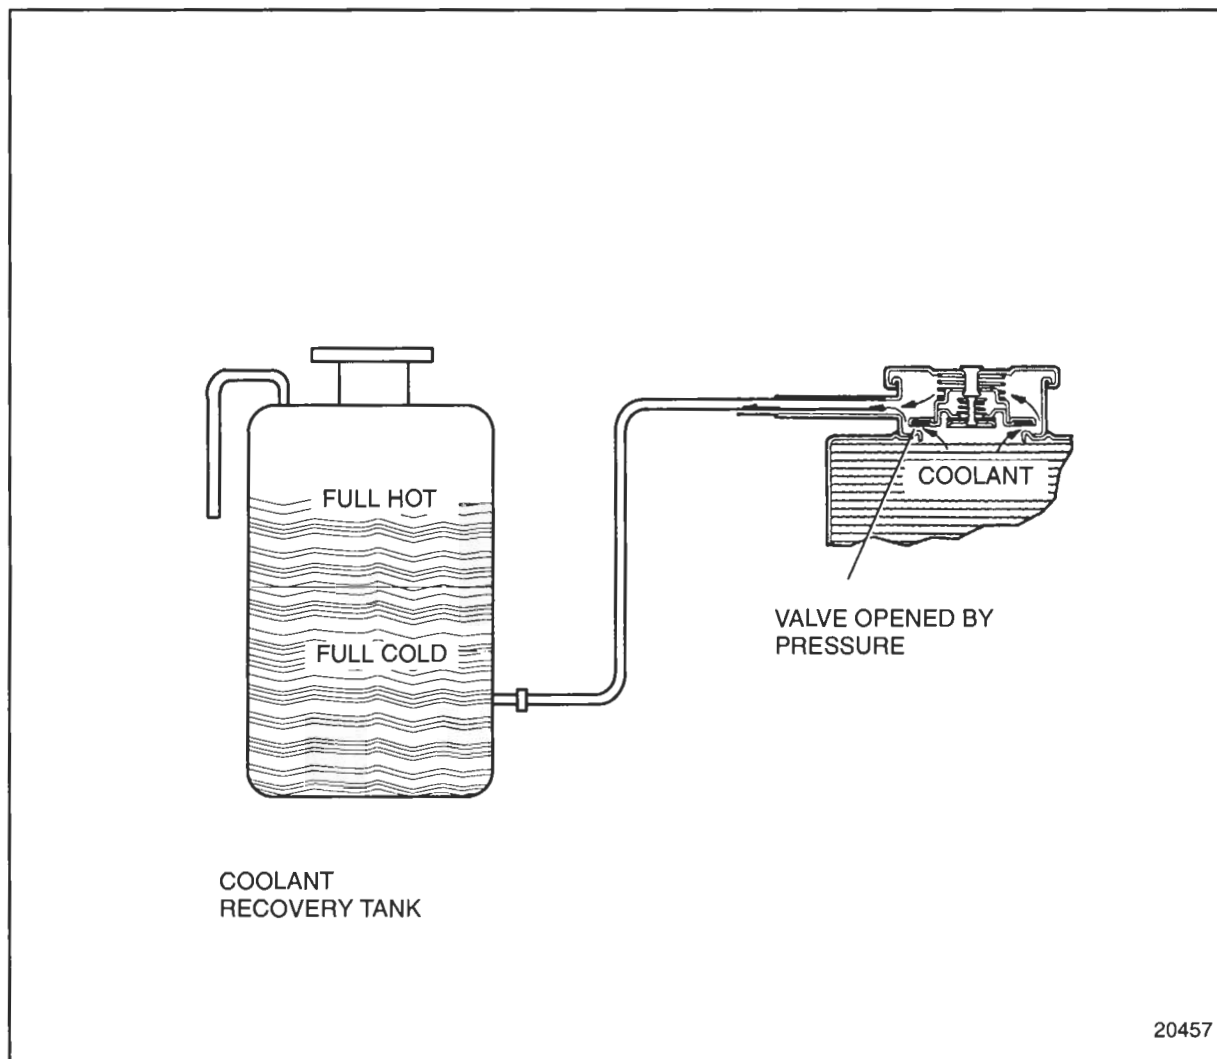 FULL HOT
COOLANT
VALVE OPENED BY
PRESSURE
FULL COLD
COOLANT
RECOVERY TANK
20457